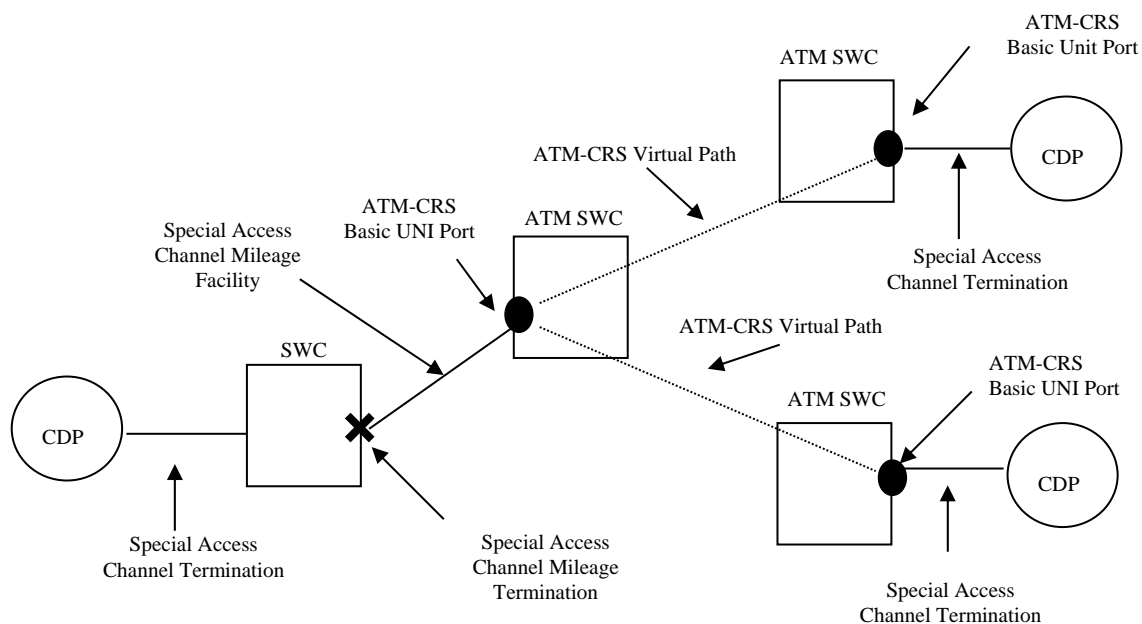 ATM-CRS
Basic Unit Port
ATM SWC
CDP
ATM-CRS Virtual Path
ATM-CRS
Basic UNI Port
ATM SWC
Special Access
Channel Mileage
Facility
Special Access
Channel Termination
ATM-CRS Virtual Path
SWC
ATM-CRS
Basic UNI Port
ATM SWC
CDP
CDP
Special Access
Channel Termination
Special Access
Channel Mileage
Termination
Special Access
Channel Termination